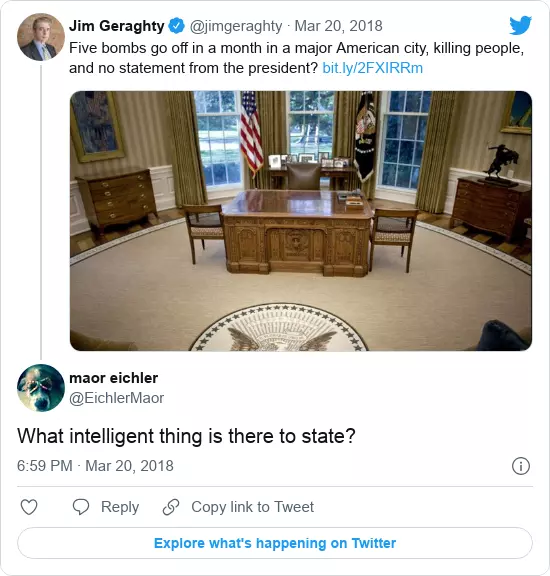 Jim Geraghty @jimgeraghty · Mar 20, 2018
Five bombs go off in a month in a major American city, killing people,
and no statement from the president? bit.ly/2FXIRRm
maor eichler
@EichlerMaor
What intelligent thing is there to state?
6:59 PM · Mar 20, 2018
Reply
Copy link to Tweet
Explore what's happening on Twitter